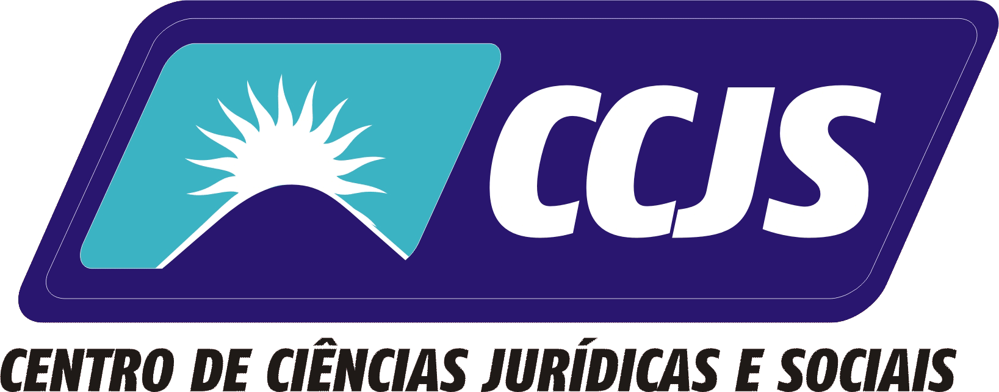 CCJS
CENTRO DE CIÊNCIAS JURÍDICAS E SOCIAIS